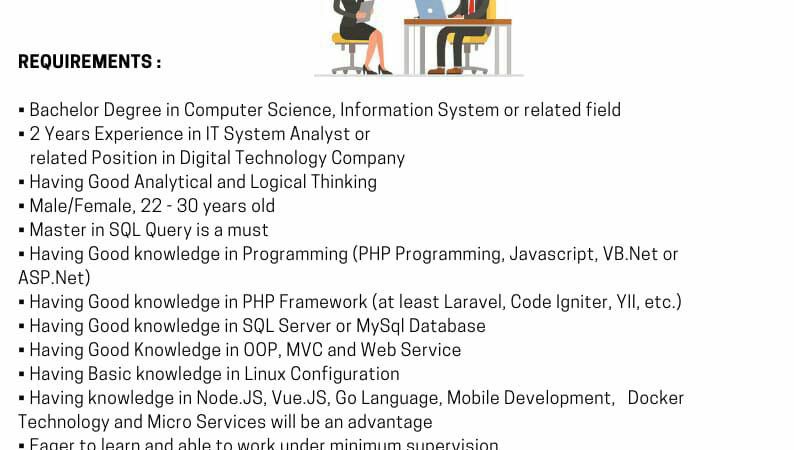 REQUIREMENTS :
▪ Bachelor Degree in Computer Science, Information System or related field
▪ 2 Years Experience in IT System Analyst or
related Position in Digital Technology Company
▪ Having Good Analytical and Logical Thinking
▪ Male/Female, 22 - 30 years old
▪ Master in SQL Query is a must
▪ Having Good knowledge in Programming (PHP Programming, Javascript, VB.Net or
ASP.Net)
▪ Having Good knowledge in PHP Framework (at least Laravel, Code Igniter, YII, etc.)
▪ Having Good knowledge in SQL Server or MySql Database
▪ Having Good Knowledge in OOP, MVC and Web Service
▪ Having Basic knowledge in Linux Configuration
▪ Having knowledge in Node.JS, Vue.JS, Go Language, Mobile Development, Docker
Technology and Micro Services will be an advantage
▪ Eager to learn and able to work under minimum supervision